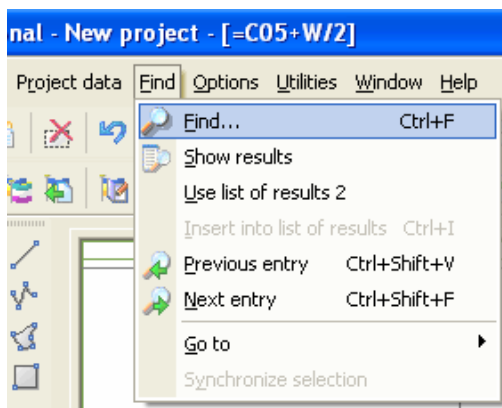 nal - New project - [=C05+W/2]
Project data Find Options Utilities Window Help
Find... Ctrl+F
Show results
Use list of results 2
Insert into list of results Ctrl+I
Previous entry Ctrl+Shift+V
Next entry Ctrl+Shift+F
Go to
Synchronize selection